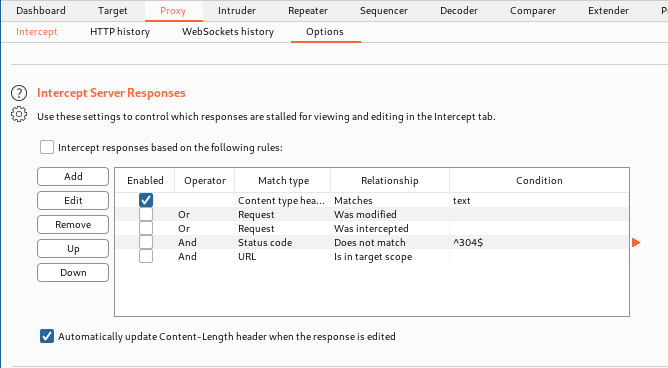 Dashboard Target Proxy Intruder Repeater Sequencer Decoder Comparer Extender
Intercept HTTP history WebSockets history Options
? Intercept Server Responses
Use these settings to control which responses are stalled for viewing and editing in the Intercept tab.
Intercept responses based on the following rules:
Add
Edit
Remove
Up
Down
Enabled Operator Match type Relationship Condition
Content type hea... Matches text
Or Request Was modified
Or Request Was intercepted
And Status code Does not match ^304$
And URL Is in target scope
Automatically update Content-Length header when the response is edited